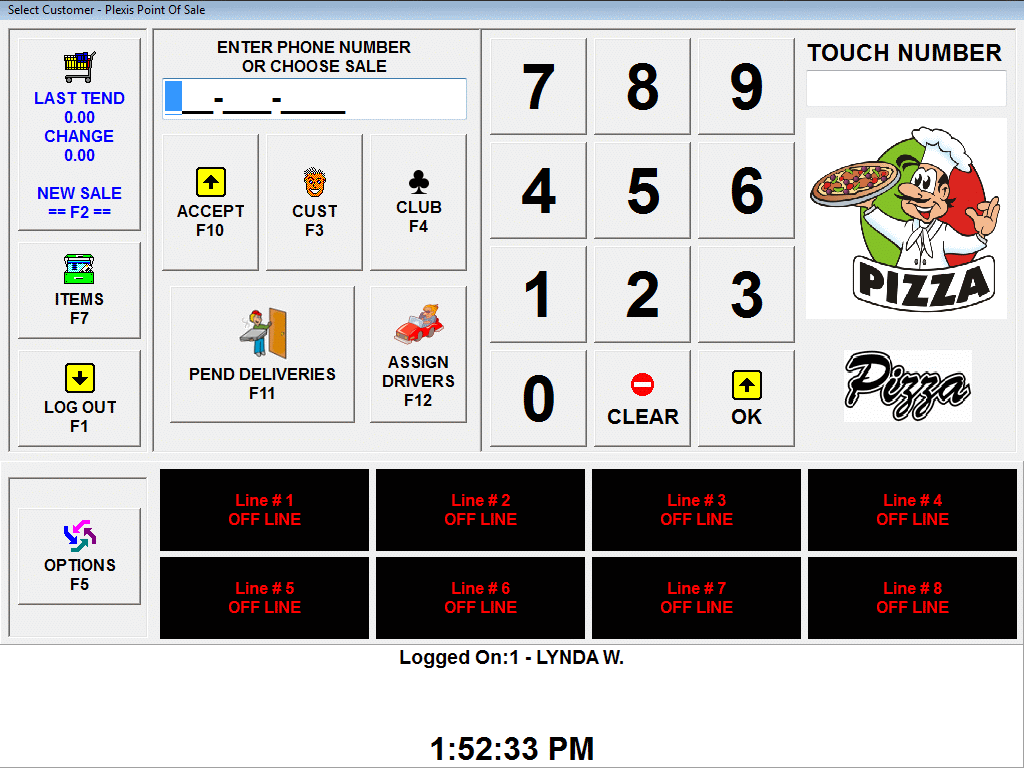 Select Customer - Plexis Point Of Sale
LAST TEND
0.00
CHANGE
0.00
NEW SALE
== F2 ==
ITEMS
F7
LOG OUT
F1
ENTER PHONE NUMBER
OR CHOOSE SALE
___-___-____
ACCEPT
F10
CUST
F3
CLUB
F4
PEND DELIVERIES
F11
ASSIGN
DRIVERS
F12
7 8 9
4 5 6
1 2 3
0
CLEAR
OK
TOUCH NUMBER
PIZZA
Pizza
OPTIONS
F5
Line # 1
OFF LINE
Line # 2
OFF LINE
Line # 3
OFF LINE
Line # 4
OFF LINE
Line # 5
OFF LINE
Line # 6
OFF LINE
Line # 7
OFF LINE
Line # 8
OFF LINE
Logged On:1 - LYNDA W.
1:52:33 PM